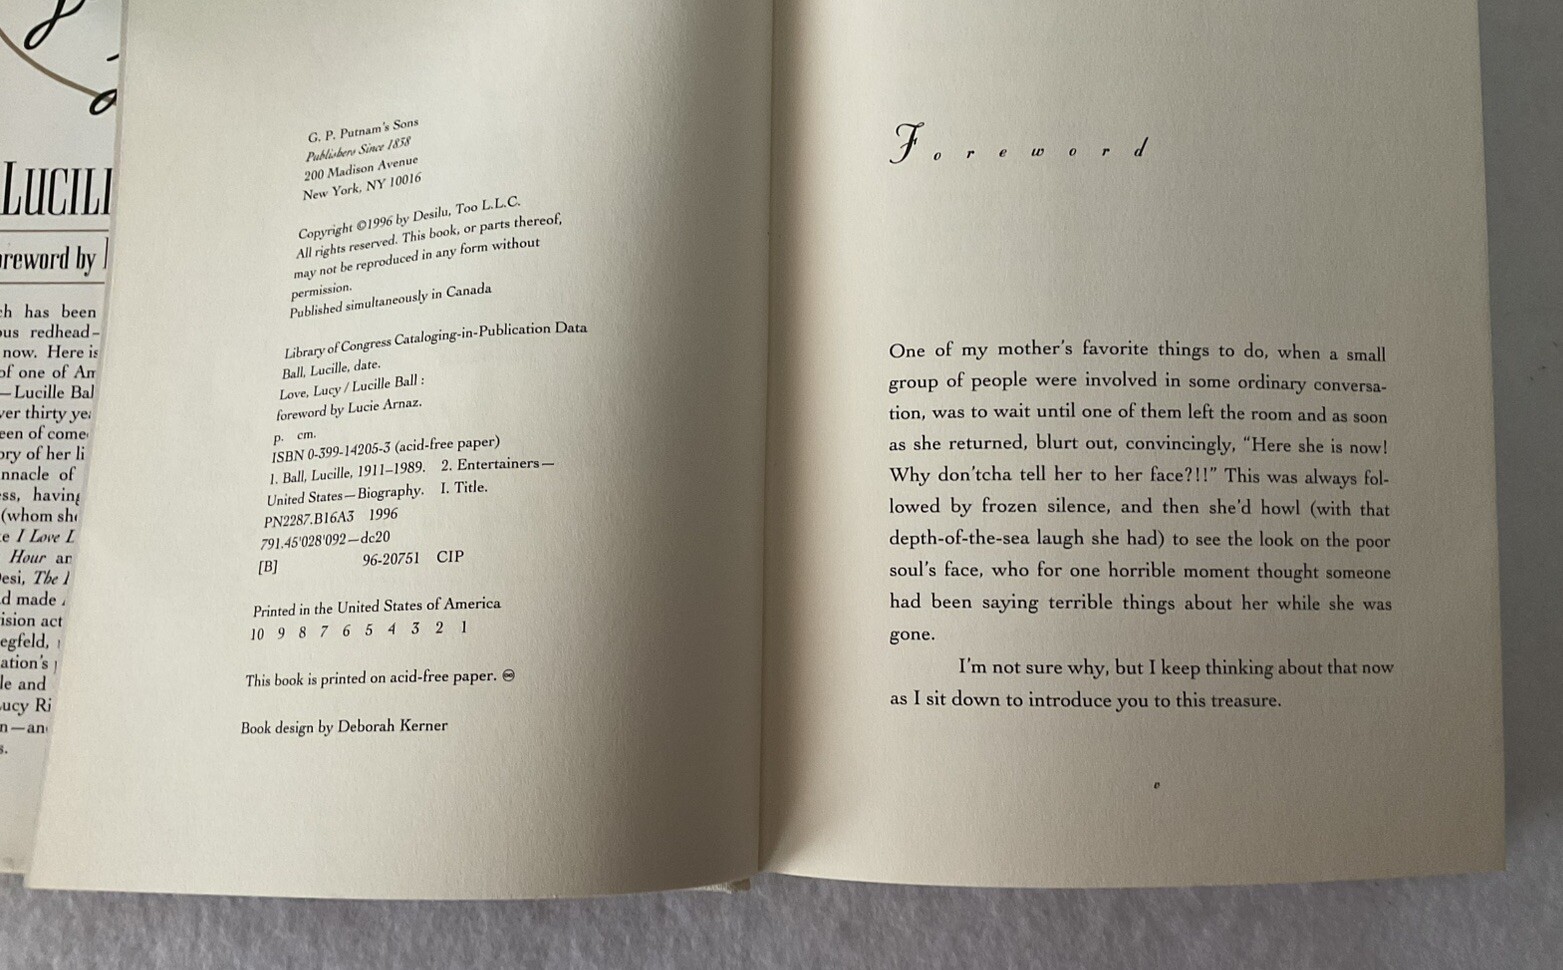 LUCILL
oreword by
ch has been
ous redhead–
now. Here is
of one of Am
—Lucille Bal
ver thirty ye
een of come
ory of her li
nnacle of
ss, having
(whom sh
e I Love L
Hour an
esi, The
d made
ision act
egfeld,
ation's
le and
ucy Ri
n—an
s.
G. P. Putnam's Sons
Publishers Since 1838
200 Madison Avenue
New York, NY 10016
Copyright ©1996 by Desilu, Too L.L.C.
All rights reserved. This book, or parts thereof,
may not be reproduced in any form without
permission.
Published simultaneously in Canada
Library of Congress Cataloging-in-Publication Data
Ball, Lucille, date.
Love, Lucy / Lucille Ball :
foreword by Lucie Arnaz.
p. cm.
ISBN 0-399-14205-3 (acid-free paper)
1. Ball, Lucille, 1911–1989. 2. Entertainers—
United States—Biography. I. Title.
PN2287.B16A3 1996
791.45'028'092—dc20
[B] 96-20751 CIP
Printed in the United States of America
10 9 8 7 6 5 4 3 2 1
This book is printed on acid-free paper. ♾
Book design by Deborah Kerner
Foreword
One of my mother's favorite things to do, when a small
group of people were involved in some ordinary conversa-
tion, was to wait until one of them left the room and as soon
as she returned, blurt out, convincingly, “Here she is now!
Why don'tcha tell her to her face?!!” This was always fol-
lowed by frozen silence, and then she'd howl (with that
depth-of-the-sea laugh she had) to see the look on the poor
soul's face, who for one horrible moment thought someone
had been saying terrible things about her while she was
gone.
I'm not sure why, but I keep thinking about that now
as I sit down to introduce you to this treasure.